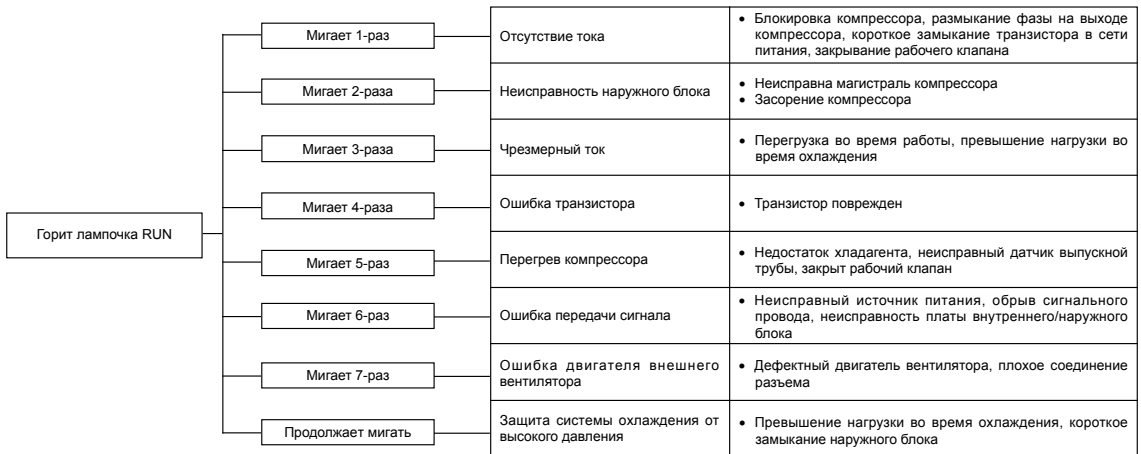 Горит лампочка RUN
Мигает 1-раз
Отсутствие тока
• Блокировка компрессора, размыкание фазы на выходе
компрессора, короткое замыкание транзистора в сети
питания, закрывание рабочего клапана
Мигает 2-раза
Неисправность наружного блока
• Неисправна магистраль компрессора
• Засорение компрессора
Мигает 3-раза
Чрезмерный ток
• Перегрузка во время работы, превышение нагрузки во
время охлаждения
Мигает 4-раза
Ошибка транзистора
• Транзистор поврежден
Мигает 5-раз
Перегрев компрессора
• Недостаток хладагента, неисправный датчик выпускной
трубы, закрыт рабочий клапан
Мигает 6-раз
Ошибка передачи сигнала
• Неисправный источник питания, обрыв сигнального
провода, неисправность платы внутреннего/наружного
блока
Мигает 7-раз
Ошибка двигателя внешнего
вентилятора
• Дефектный двигатель вентилятора, плохое соединение
разъема
Продолжает мигать
Защита системы охлаждения от
высокого давления
• Превышение нагрузки во время охлаждения, короткое
замыкание наружного блока